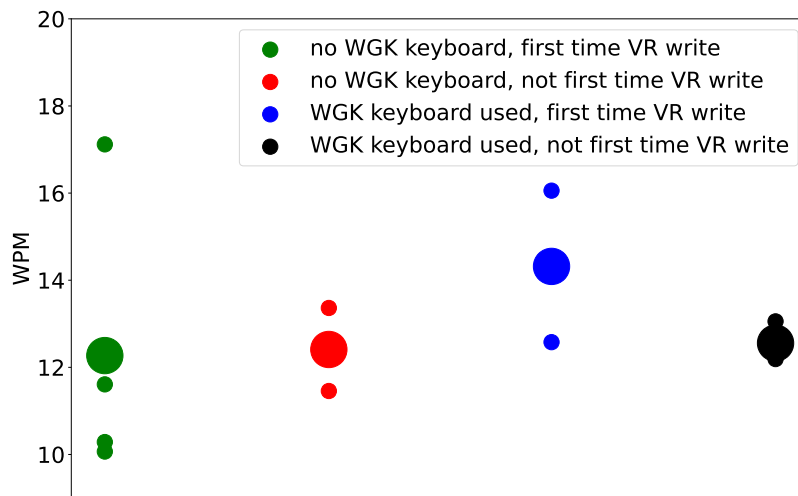 20
no WGK keyboard, first time VR write
no WGK keyboard, not first time VR write
WGK keyboard used, first time VR write
WGK keyboard used, not first time VR write
18
16
WPM
14
12
10